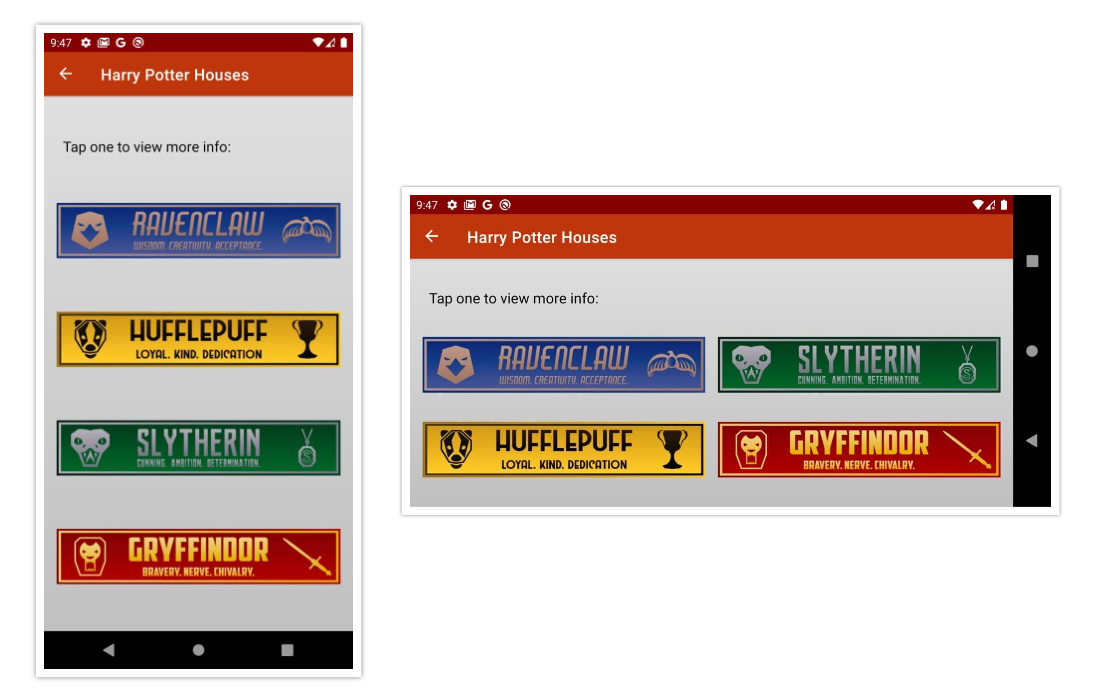 9:47
Harry Potter Houses
Tap one to view more info:
RAVENCLAW
WISDOM. CREATIVITY. ACCEPTANCE.
HUFFLEPUFF
LOYAL. KIND. DEDICATION
SLYTHERIN
CUNNING. AMBITION. DETERMINATION.
S
GRYFFINDOR
BRAVERY. NERVE. CHIVALRY.
9:47
Harry Potter Houses
Tap one to view more info:
RAVENCLAW
WISDOM. CREATIVITY. ACCEPTANCE.
SLYTHERIN
CUNNING. AMBITION. DETERMINATION.
S
HUFFLEPUFF
LOYAL. KIND. DEDICATION
GRYFFINDOR
BRAVERY. NERVE. CHIVALRY.